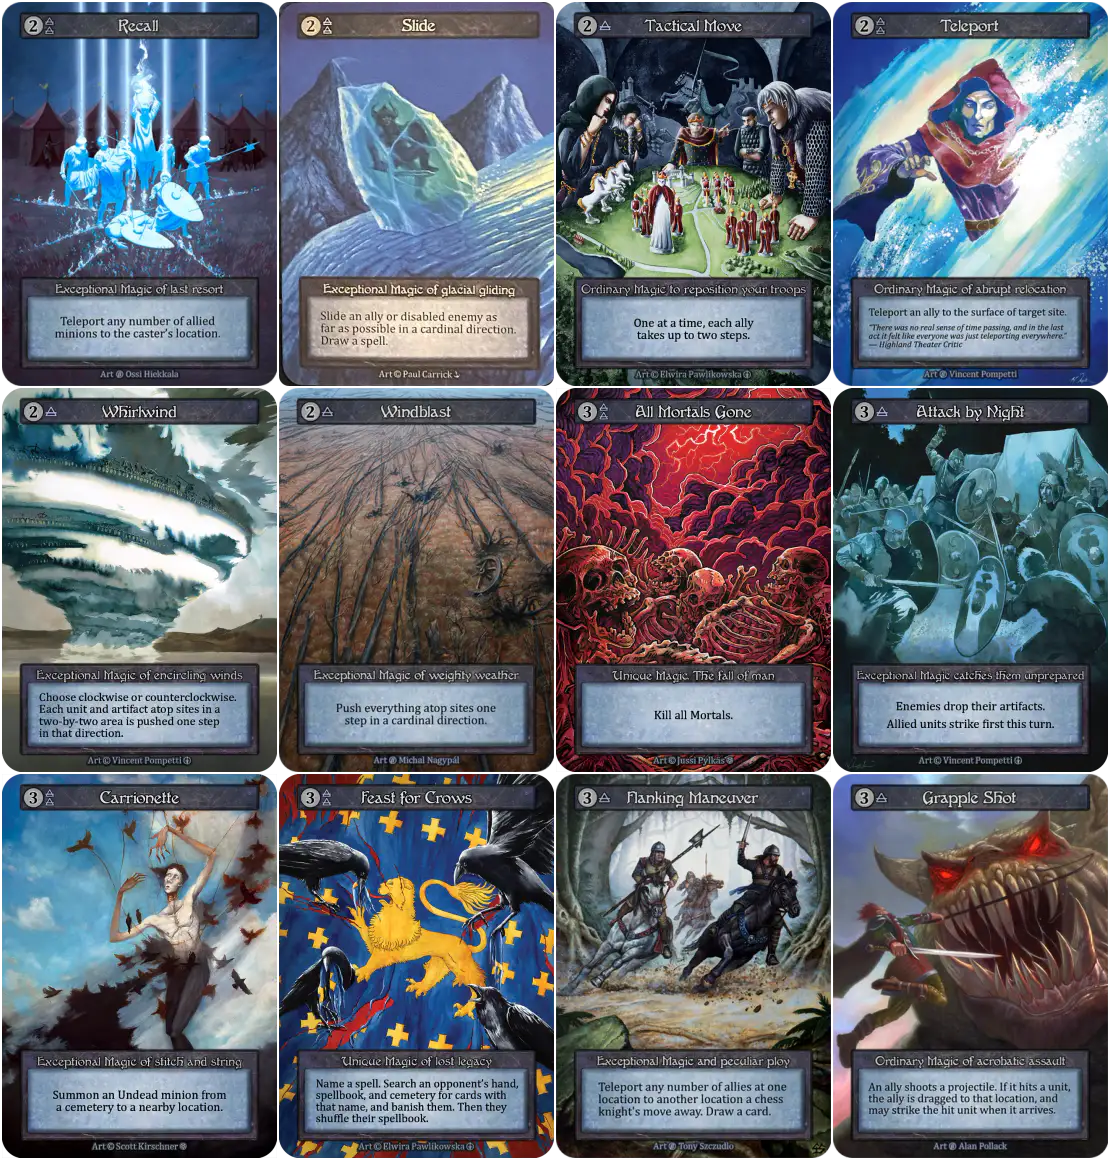 2 Recall
Exceptional Magic of last resort
Teleport any number of allied
minions to the caster's location.
Art Ossi Hiekkala
2 Slide
Exceptional Magic of glacial gliding
Slide an ally or disabled enemy as
far as possible in a cardinal direction.
Draw a spell.
Art © Paul Carrick
2 Tactical Move
Ordinary Magic to reposition your troops
One at a time, each ally
takes up to two steps.
Art © Elwira Pawlikowska
2 Teleport
Ordinary Magic of abrupt relocation
Teleport an ally to the surface of target site.
"There was no real sense of time passing, and in the last
act it felt like everyone was just teleporting everywhere."
— Highland Theater Critic
Art Vincent Pompetti
2 Whirlwind
Exceptional Magic of encircling winds
Choose clockwise or counterclockwise.
Each unit and artifact atop sites in a
two-by-two area is pushed one step
in that direction.
Art © Vincent Pompetti
2 Windblast
Exceptional Magic of weighty weather
Push everything atop sites one
step in a cardinal direction.
Art Michal Nagypál
3 All Mortals Gone
Unique Magic. The fall of man
Kill all Mortals.
Art © Jussi Pylkäs
3 Attack by Night
Exceptional Magic catches them unprepared
Enemies drop their artifacts.
Allied units strike first this turn.
Art © Vincent Pompetti
3 Carrionette
Exceptional Magic of stitch and string
Summon an Undead minion from
a cemetery to a nearby location.
Art © Scott Kirschner
3 Feast for Crows
Unique Magic of lost legacy
Name a spell. Search an opponent's hand,
spellbook, and cemetery for cards with
that name, and banish them. Then they
shuffle their spellbook.
Art © Elwira Pawlikowska
3 Flanking Maneuver
Exceptional Magic and peculiar ploy
Teleport any number of allies at one
location to another location a chess
knight's move away. Draw a card.
Art Tony Szczudlo
3 Grapple Shot
Ordinary Magic of acrobatic assault
An ally shoots a projectile. If it hits a unit,
the ally is dragged to that location, and
may strike the hit unit when it arrives.
Art Alan Pollack